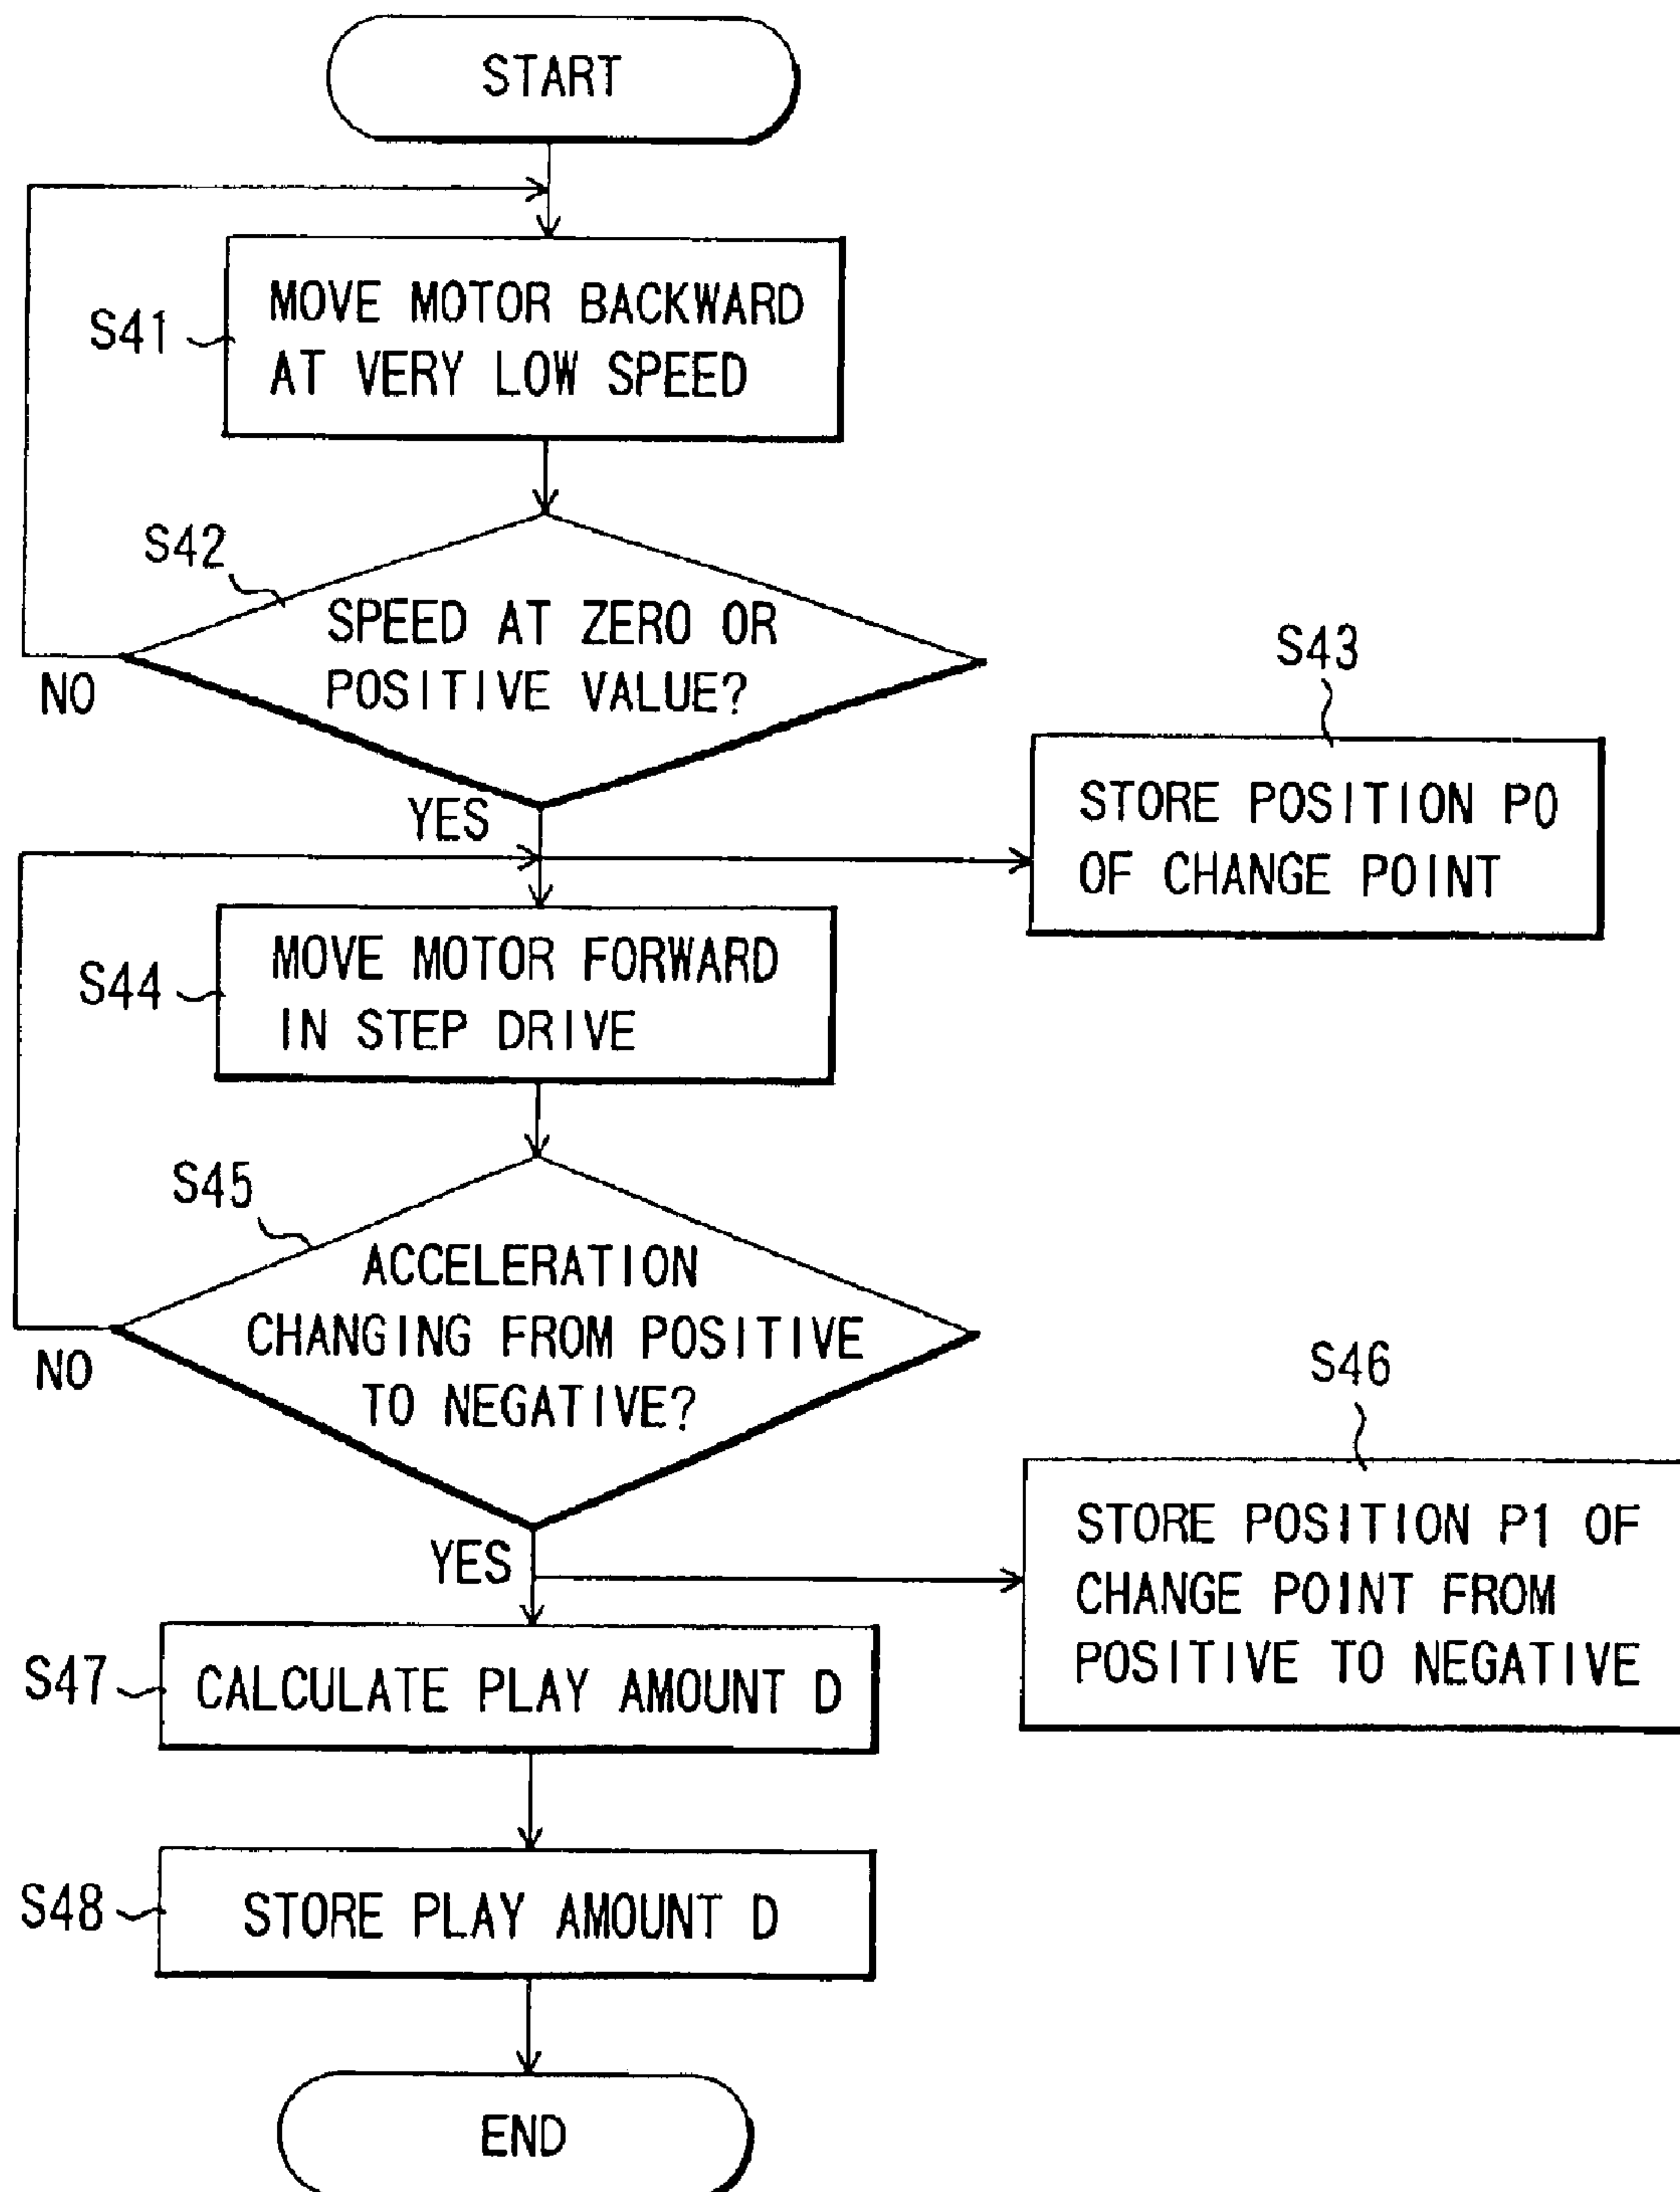 START
S41
MOVE MOTOR BACKWARD
AT VERY LOW SPEED
S42
SPEED AT ZERO OR
POSITIVE VALUE?
NO
YES
S43
STORE POSITION P0
OF CHANGE POINT
S44
MOVE MOTOR FORWARD
IN STEP DRIVE
S45
ACCELERATION
CHANGING FROM POSITIVE
TO NEGATIVE?
NO
YES
S46
STORE POSITION P1 OF
CHANGE POINT FROM
POSITIVE TO NEGATIVE
S47
CALCULATE PLAY AMOUNT D
S48
STORE PLAY AMOUNT D
END